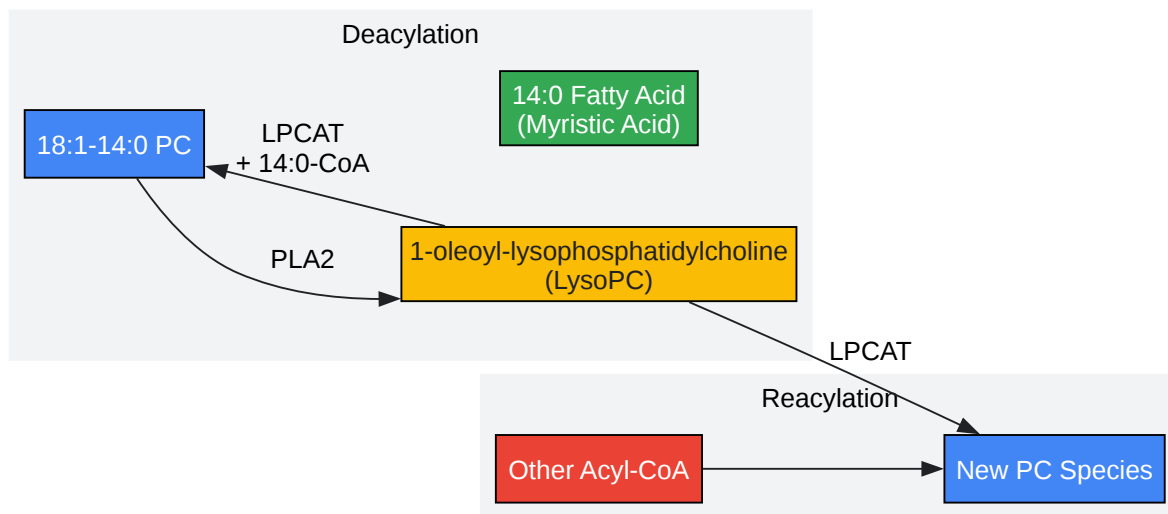 Deacylation
14:0 Fatty Acid
(Myristic Acid)
18:1-14:0 PC
LPCAT
+ 14:0-CoA
1-oleoyl-lysophosphatidylcholine
(LysoPC)
PLA2
LPCAT
Reacylation
Other Acyl-CoA
New PC Species